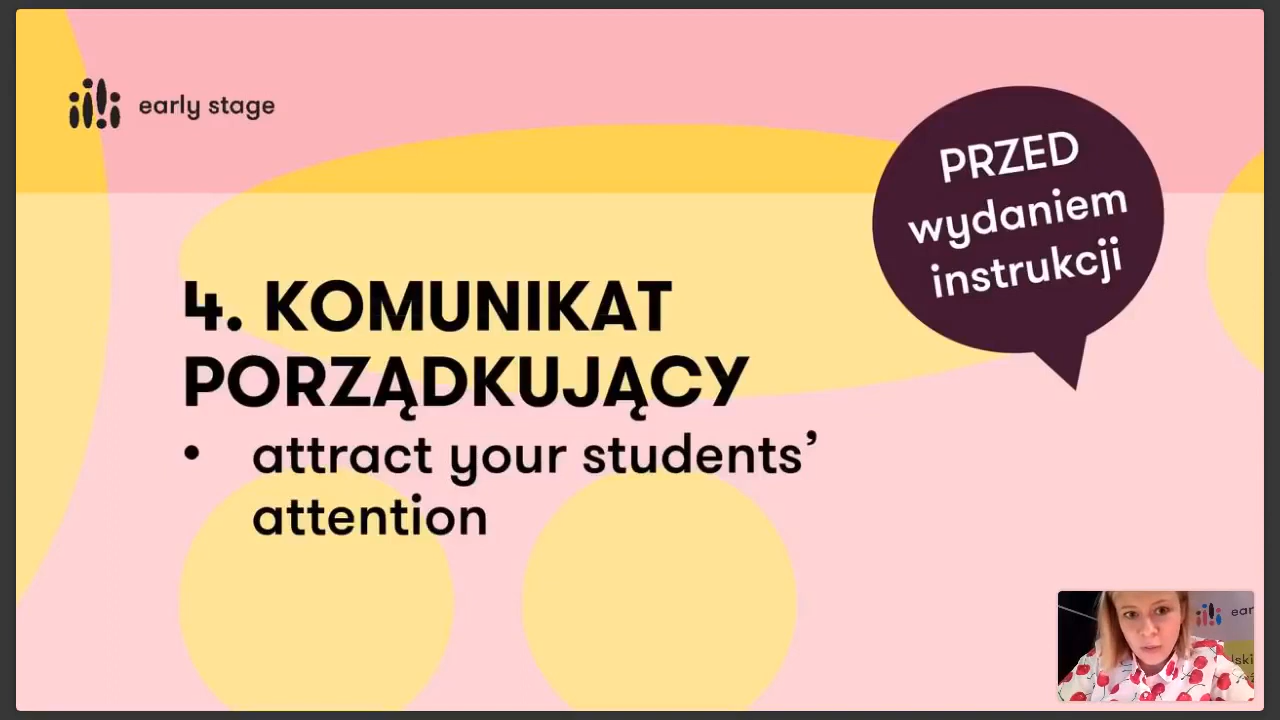 early stage
PRZED
wydaniem
instrukcji
4. KOMUNIKAT
PORZĄDKUJĄCY
• attract your students’
attention